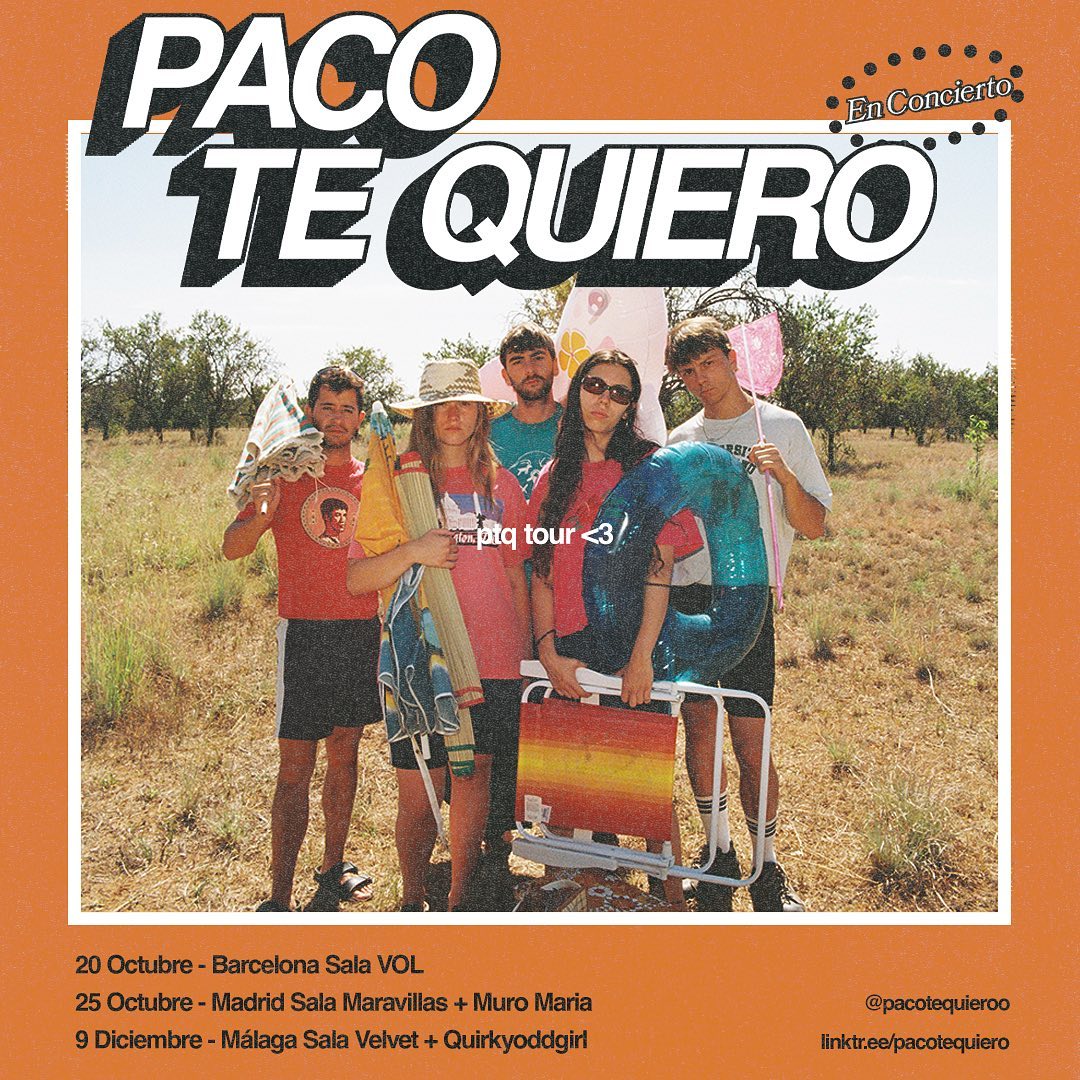 PACO
TE QUIERO
En Concierto
ptq tour <3
20 Octubre - Barcelona Sala VOL
25 Octubre - Madrid Sala Maravillas + Muro Maria
9 Diciembre - Málaga Sala Velvet + Quirkyoddgirl
@pacotequieroo
linktr.ee/pacotequiero